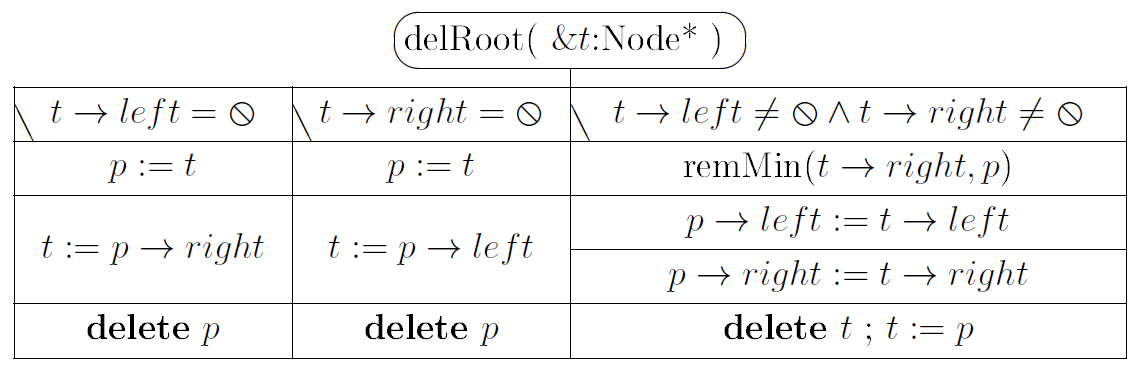 delRoot( &t:Node* )
t → left = ⦸ t → right = ⦸ t → left ≠ ⦸ ∧ t → right ≠ ⦸
p := t p := t remMin(t → right, p)
t := p → right t := p → left p → left := t → left
p → right := t → right
delete p delete p delete t ; t := p